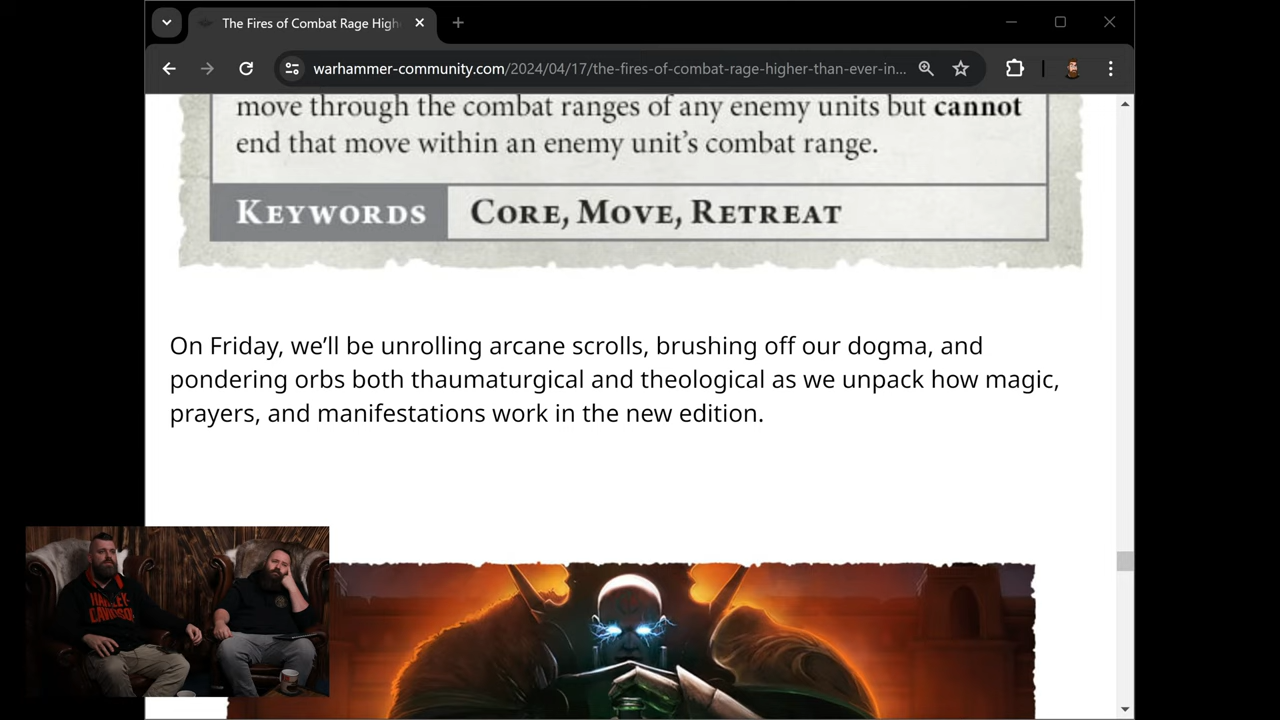 The Fires of Combat Rage High
warhammer-community.com/2024/04/17/the-fires-of-combat-rage-higher-than-ever-in...
move through the combat ranges of any enemy units but cannot
end that move within an enemy unit's combat range.
KEYWORDS CORE, MOVE, RETREAT
On Friday, we'll be unrolling arcane scrolls, brushing off our dogma, and
pondering orbs both thaumaturgical and theological as we unpack how magic,
prayers, and manifestations work in the new edition.
HARLEY-
DAVIDSON